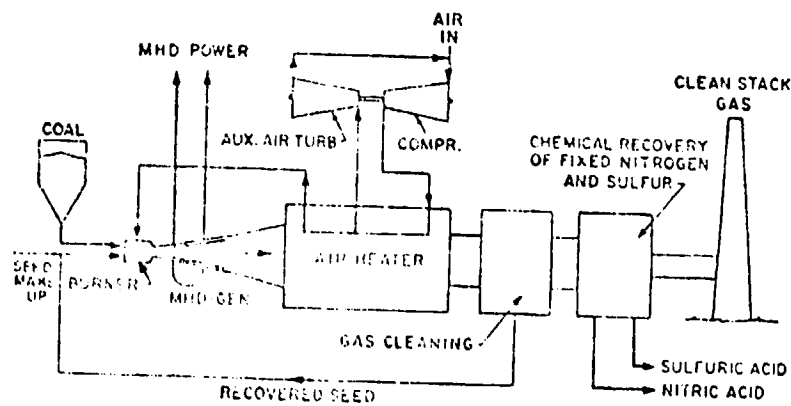 AIR
IN
MHD POWER
CLEAN STACK
GAS
COAL
AUX. AIR TURB
COMPR.
CHEMICAL RECOVERY
OF FIXED NITROGEN
AND SULFUR
AIR HEATER
SEED
MAKE
UP
BURNER
MHD-GEN
GAS CLEANING
SULFURIC ACID
NITRIC ACID
RECOVERED SEED